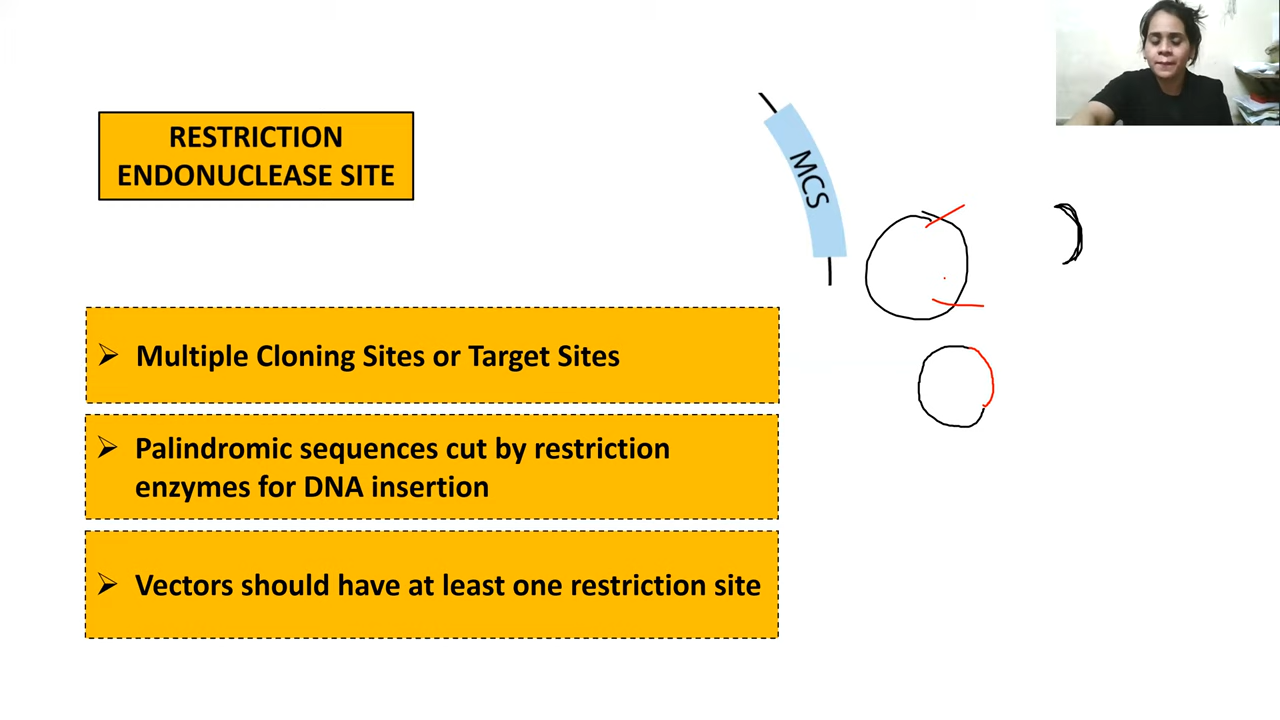 RESTRICTION
ENDONUCLEASE SITE
MCS
➢ Multiple Cloning Sites or Target Sites
➢ Palindromic sequences cut by restriction
enzymes for DNA insertion
➢ Vectors should have at least one restriction site